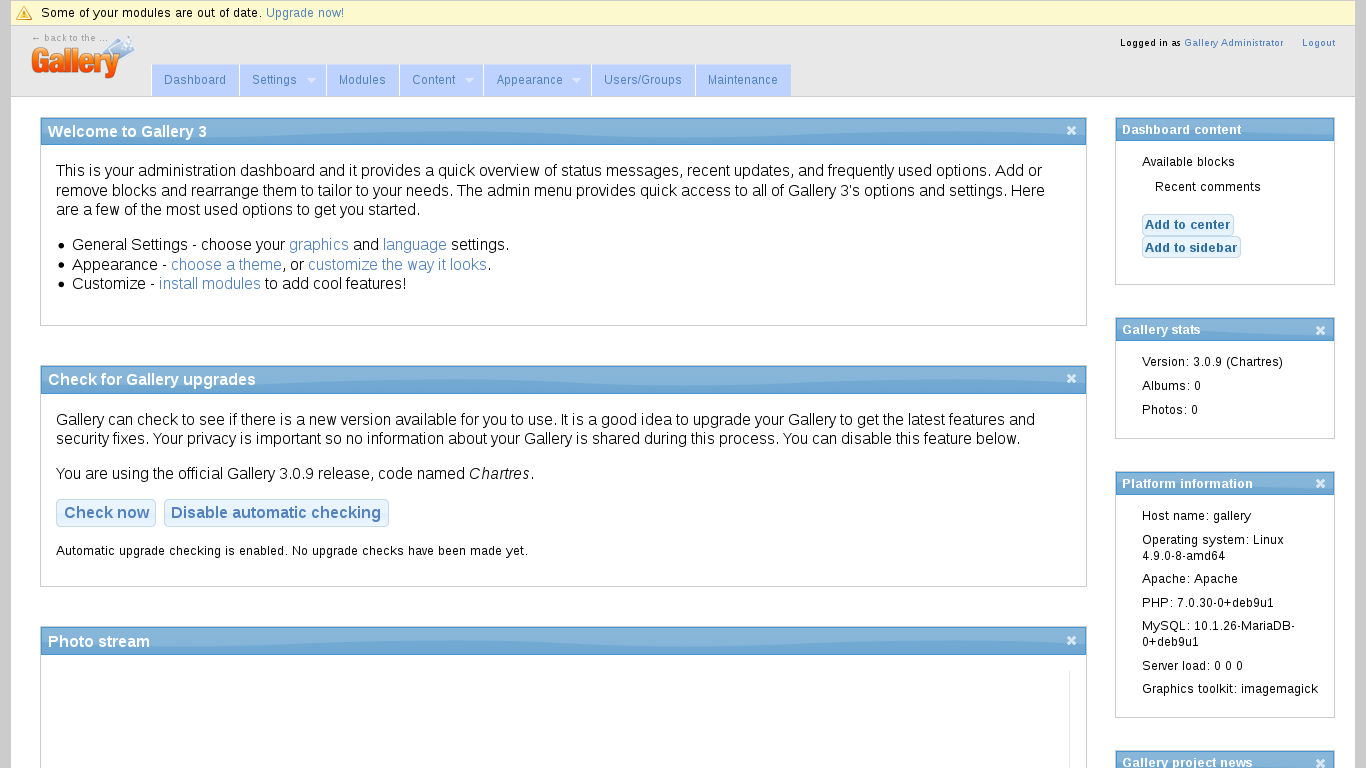 Some of your modules are out of date. Upgrade now!
← back to the ...
Gallery
Logged in as Gallery Administrator Logout
Dashboard Settings Modules Content Appearance Users/Groups Maintenance
Welcome to Gallery 3
This is your administration dashboard and it provides a quick overview of status messages, recent updates, and frequently used options. Add or
remove blocks and rearrange them to tailor to your needs. The admin menu provides quick access to all of Gallery 3's options and settings. Here
are a few of the most used options to get you started.
• General Settings - choose your graphics and language settings.
• Appearance - choose a theme, or customize the way it looks.
• Customize - install modules to add cool features!
Check for Gallery upgrades
Gallery can check to see if there is a new version available for you to use. It is a good idea to upgrade your Gallery to get the latest features and
security fixes. Your privacy is important so no information about your Gallery is shared during this process. You can disable this feature below.
You are using the official Gallery 3.0.9 release, code named Chartres.
Check now Disable automatic checking
Automatic upgrade checking is enabled. No upgrade checks have been made yet.
Photo stream
Dashboard content
Available blocks
Recent comments
Add to center
Add to sidebar
Gallery stats
Version: 3.0.9 (Chartres)
Albums: 0
Photos: 0
Platform information
Host name: gallery
Operating system: Linux
4.9.0-8-amd64
Apache: Apache
PHP: 7.0.30-0+deb9u1
MySQL: 10.1.26-MariaDB-
0+deb9u1
Server load: 0 0 0
Graphics toolkit: imagemagick
Gallery project news